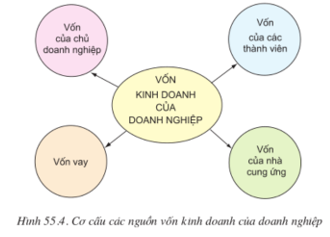 Vốn
của chủ
doanh nghiệp
Vốn
của các
thành viên
VỐN
KINH DOANH
CỦA
DOANH NGHIỆP
Vốn vay
Vốn
của nhà
cung ứng
Hình 55.4. Cơ cấu các nguồn vốn kinh doanh của doanh nghiệp